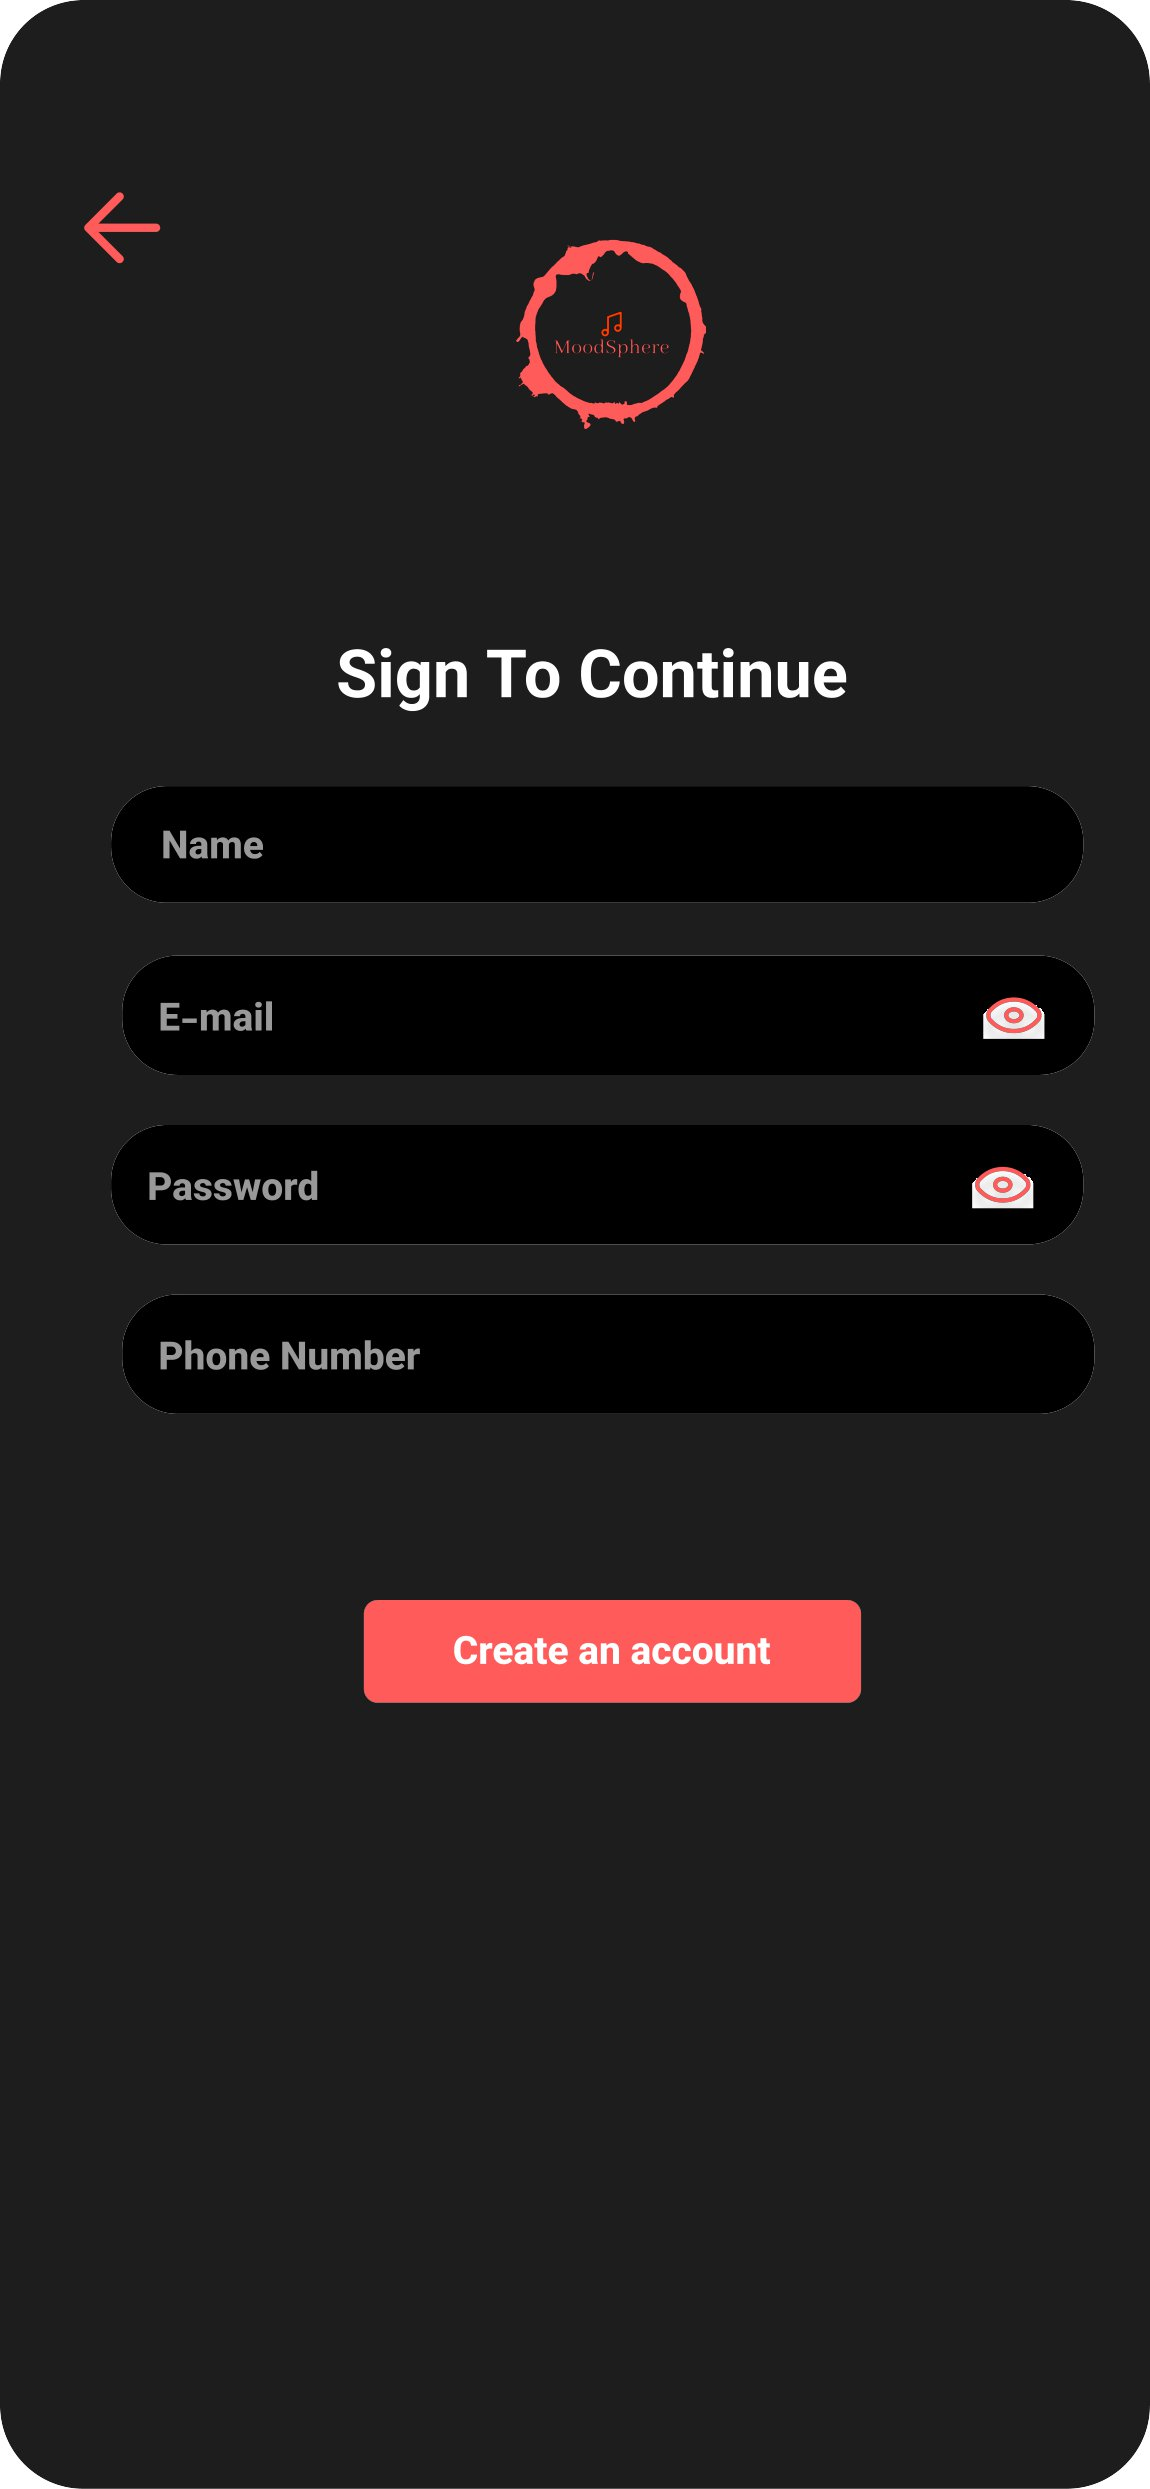 MoodSphere
Sign To Continue
Name
E-mail
Password
Phone Number
Create an account